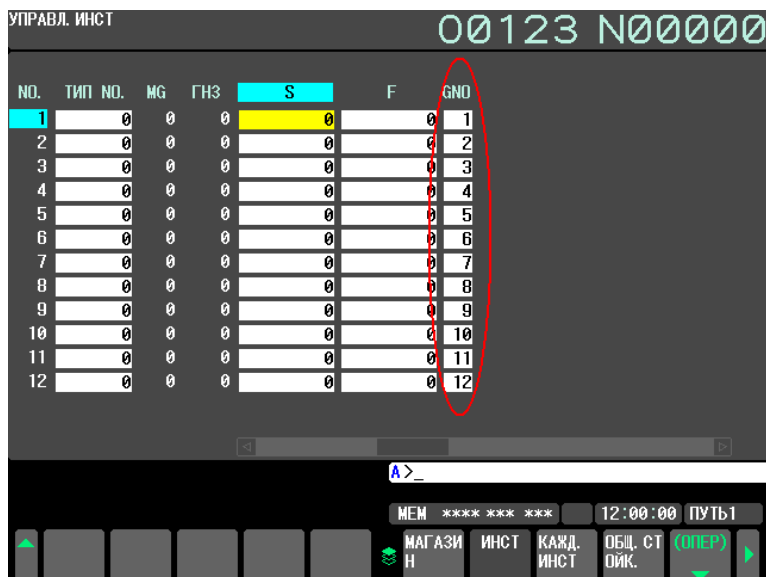 УПРАВЛ. ИНСТ
O0123 N00000
NO. ТИП NO. MG ГНЗ S F GNO
1 0 0 0 0 0 1
2 0 0 0 0 0 2
3 0 0 0 0 0 3
4 0 0 0 0 0 4
5 0 0 0 0 0 5
6 0 0 0 0 0 6
7 0 0 0 0 0 7
8 0 0 0 0 0 8
9 0 0 0 0 0 9
10 0 0 0 0 0 10
11 0 0 0 0 0 11
12 0 0 0 0 0 12
A>_
MEM **** *** *** 12:00:00 ПУТЬ1
МАГАЗИ ИНСТ КАЖД. ОБЩ. СТ (ОПЕР)
Н ИНСТ ОЙК.